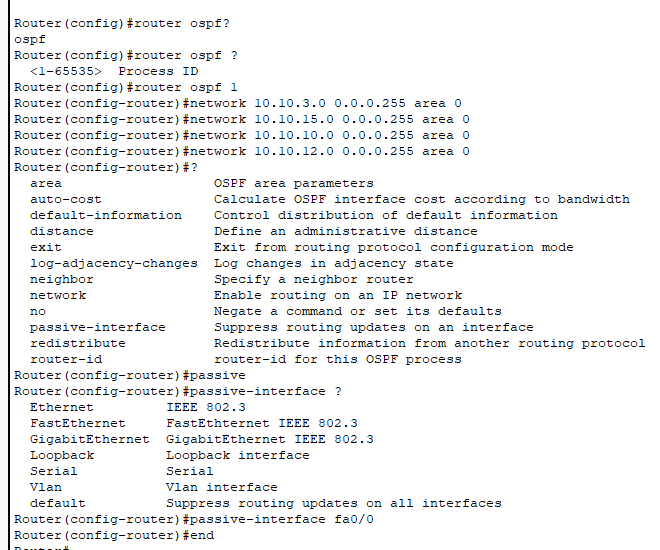 Router(config)#router ospf?
ospf
Router(config)#router ospf ?
<1-65535> Process ID
Router(config)#router ospf 1
Router(config-router)#network 10.10.3.0 0.0.0.255 area 0
Router(config-router)#network 10.10.15.0 0.0.0.255 area 0
Router(config-router)#network 10.10.10.0 0.0.0.255 area 0
Router(config-router)#network 10.10.12.0 0.0.0.255 area 0
Router(config-router)#?
area OSPF area parameters
auto-cost Calculate OSPF interface cost according to bandwidth
default-information Control distribution of default information
distance Define an administrative distance
exit Exit from routing protocol configuration mode
log-adjacency-changes Log changes in adjacency state
neighbor Specify a neighbor router
network Enable routing on an IP network
no Negate a command or set its defaults
passive-interface Suppress routing updates on an interface
redistribute Redistribute information from another routing protocol
router-id router-id for this OSPF process
Router(config-router)#passive
Router(config-router)#passive-interface ?
Ethernet IEEE 802.3
FastEthernet FastEthternet IEEE 802.3
GigabitEthernet GigabitEthernet IEEE 802.3
Loopback Loopback interface
Serial Serial
Vlan Vlan interface
default Suppress routing updates on all interfaces
Router(config-router)#passive-interface fa0/0
Router(config-router)#end
Router#